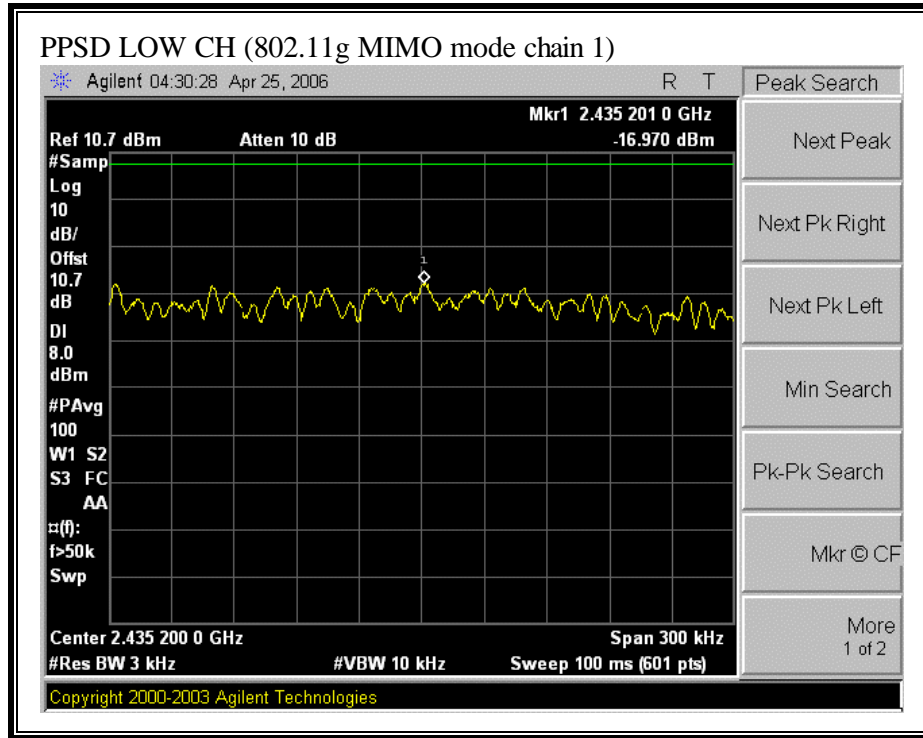 PPSD LOW CH (802.11g MIMO mode chain 1)
Agilent 04:30:28 Apr 25, 2006 R T
Peak Search
Mkr1 2.435 201 0 GHz
Ref 10.7 dBm Atten 10 dB -16.970 dBm
#Samp
Log
10
dB/
Offst
10.7
dB
DI
8.0
dBm
#PAvg
100
W1 S2
S3 FC
AA
¤(f):
f>50k
Swp
1
Center 2.435 200 0 GHz Span 300 kHz
#Res BW 3 kHz #VBW 10 kHz Sweep 100 ms (601 pts)
Next Peak
Next Pk Right
Next Pk Left
Min Search
Pk-Pk Search
Mkr © CF
More
1 of 2
Copyright 2000-2003 Agilent Technologies